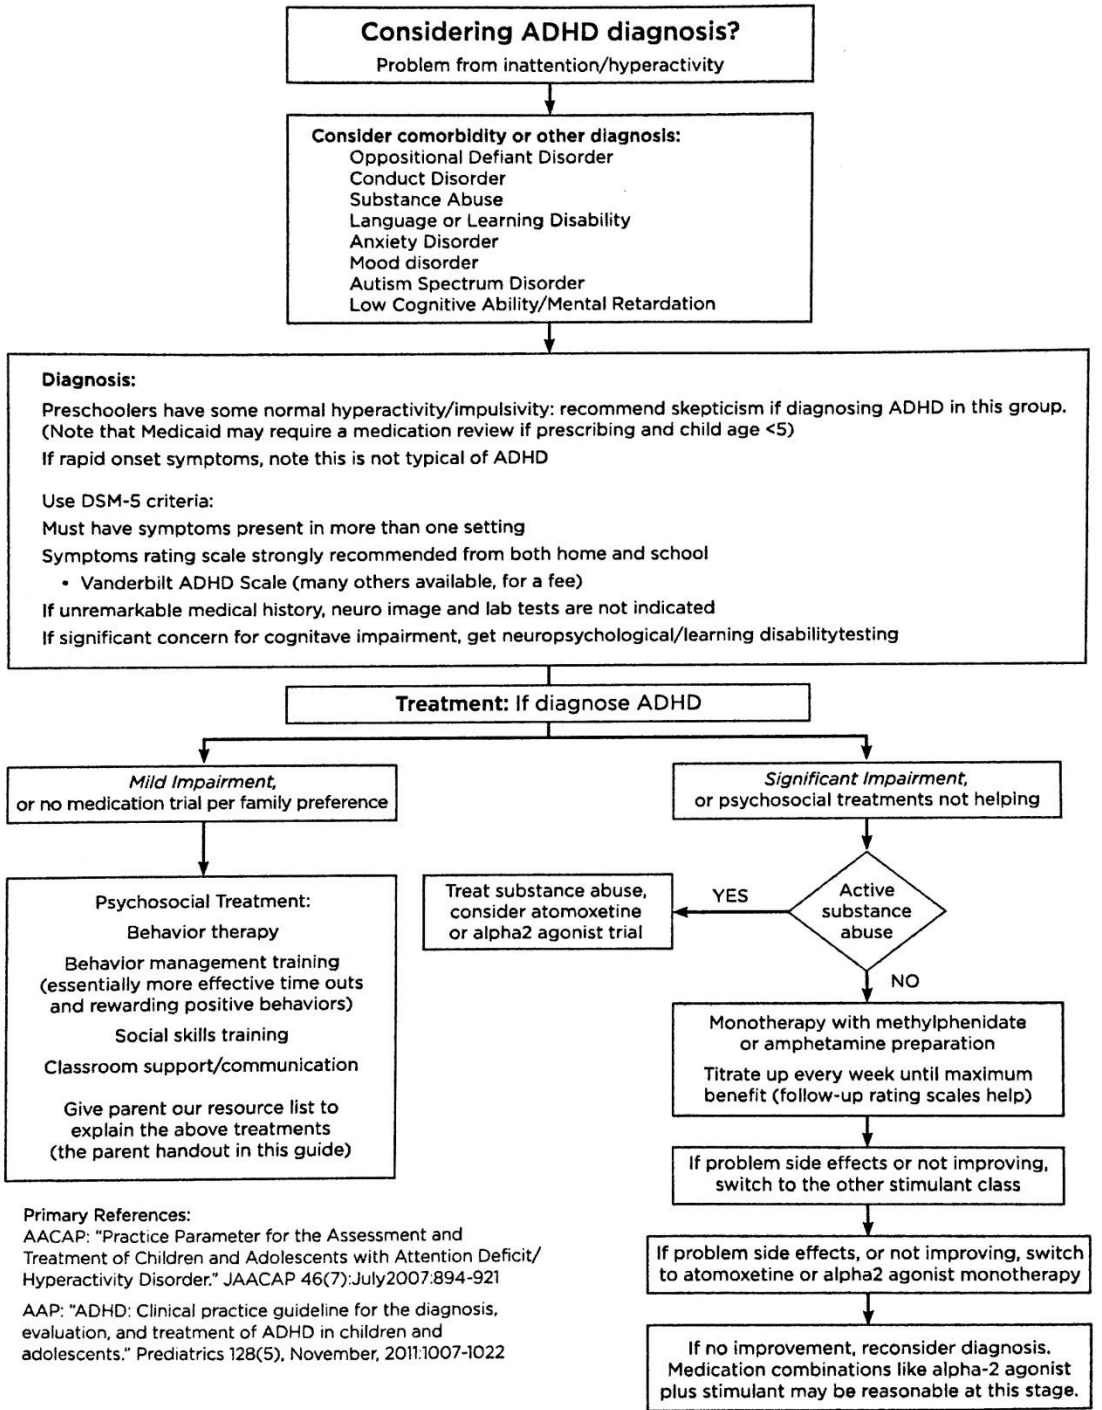 Considering ADHD diagnosis?
Problem from inattention/hyperactivity
Consider comorbidity or other diagnosis:
Oppositional Defiant Disorder
Conduct Disorder
Substance Abuse
Language or Learning Disability
Anxiety Disorder
Mood disorder
Autism Spectrum Disorder
Low Cognitive Ability/Mental Retardation
Diagnosis:
Preschoolers have some normal hyperactivity/impulsivity: recommend skepticism if diagnosing ADHD in this group.
(Note that Medicaid may require a medication review if prescribing and child age <5)
If rapid onset symptoms, note this is not typical of ADHD
Use DSM-5 criteria:
Must have symptoms present in more than one setting
Symptoms rating scale strongly recommended from both home and school
• Vanderbilt ADHD Scale (many others available, for a fee)
If unremarkable medical history, neuro image and lab tests are not indicated
If significant concern for cognitave impairment, get neuropsychological/learning disabilitytesting
Treatment: If diagnose ADHD
Mild Impairment,
or no medication trial per family preference
Psychosocial Treatment:
Behavior therapy
Behavior management training
(essentially more effective time outs
and rewarding positive behaviors)
Social skills training
Classroom support/communication
Give parent our resource list to
explain the above treatments
(the parent handout in this guide)
Significant Impairment,
or psychosocial treatments not helping
Active
substance
abuse
YES
Treat substance abuse,
consider atomoxetine
or alpha2 agonist trial
NO
Monotherapy with methylphenidate
or amphetamine preparation
Titrate up every week until maximum
benefit (follow-up rating scales help)
If problem side effects or not improving,
switch to the other stimulant class
If problem side effects, or not improving, switch
to atomoxetine or alpha2 agonist monotherapy
If no improvement, reconsider diagnosis.
Medication combinations like alpha-2 agonist
plus stimulant may be reasonable at this stage.
Primary References:
AACAP: "Practice Parameter for the Assessment and
Treatment of Children and Adolescents with Attention Deficit/
Hyperactivity Disorder." JAACAP 46(7):July2007:894-921
AAP: "ADHD: Clinical practice guideline for the diagnosis,
evaluation, and treatment of ADHD in children and
adolescents." Prediatrics 128(5), November, 2011:1007-1022